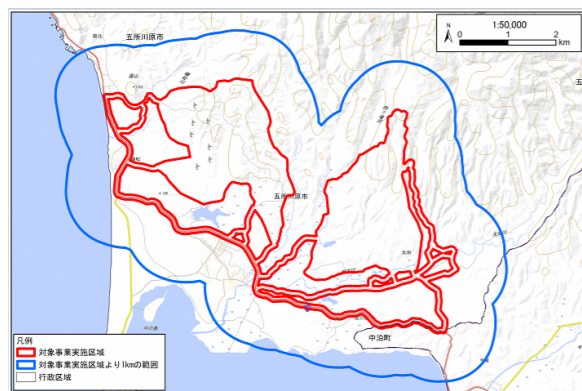 五所川原市
N
1:50,000
0 1 2
km
五所川原市
太田
中泊町
凡例
対象事業実施区域
対象事業実施区域より1kmの範囲
行政区域